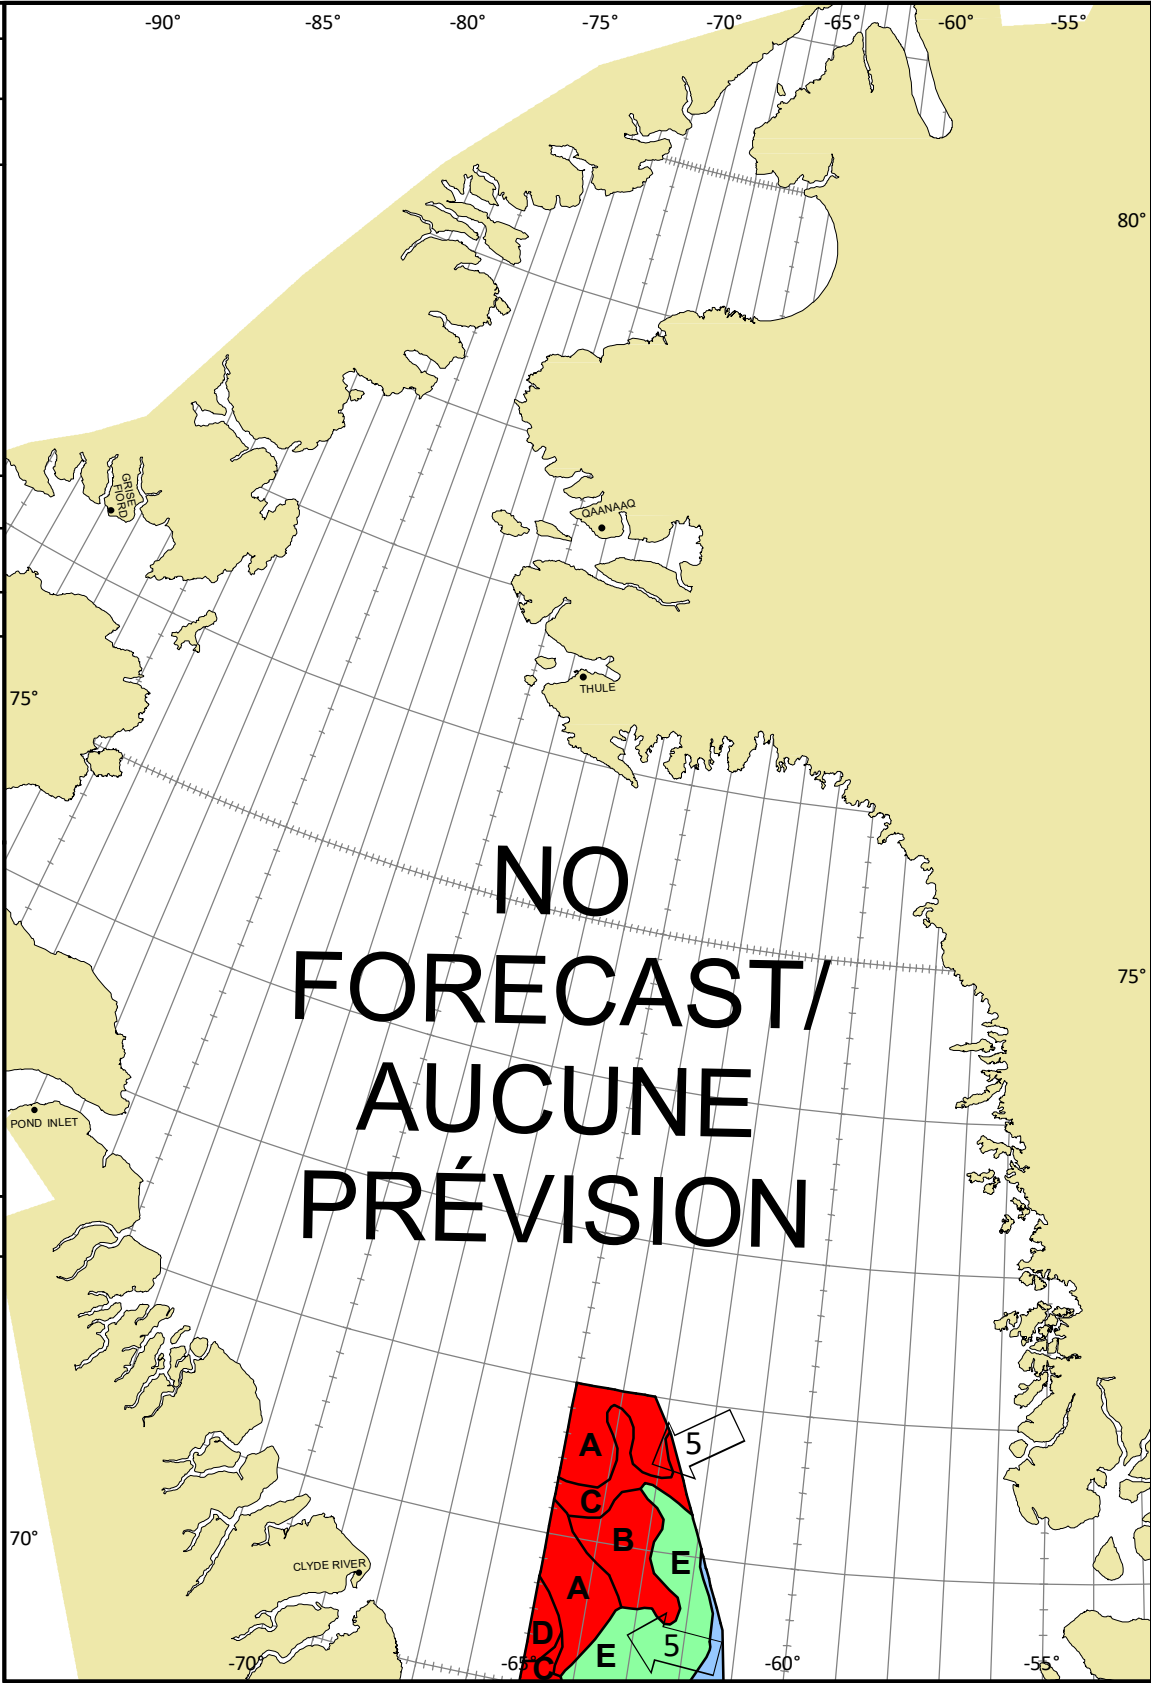 -90° -85° -80° -75° -70° -65° -60° -55°
80°
GRISE
FIORD
QAANAAQ
THULE
75°
NO
FORECAST/
75°
AUCUNE
POND INLET
PRÉVISION
A
5
C
B
70°
E
CLYDE RIVER
A
D
5
E
C
-70° -65° -60° -55°